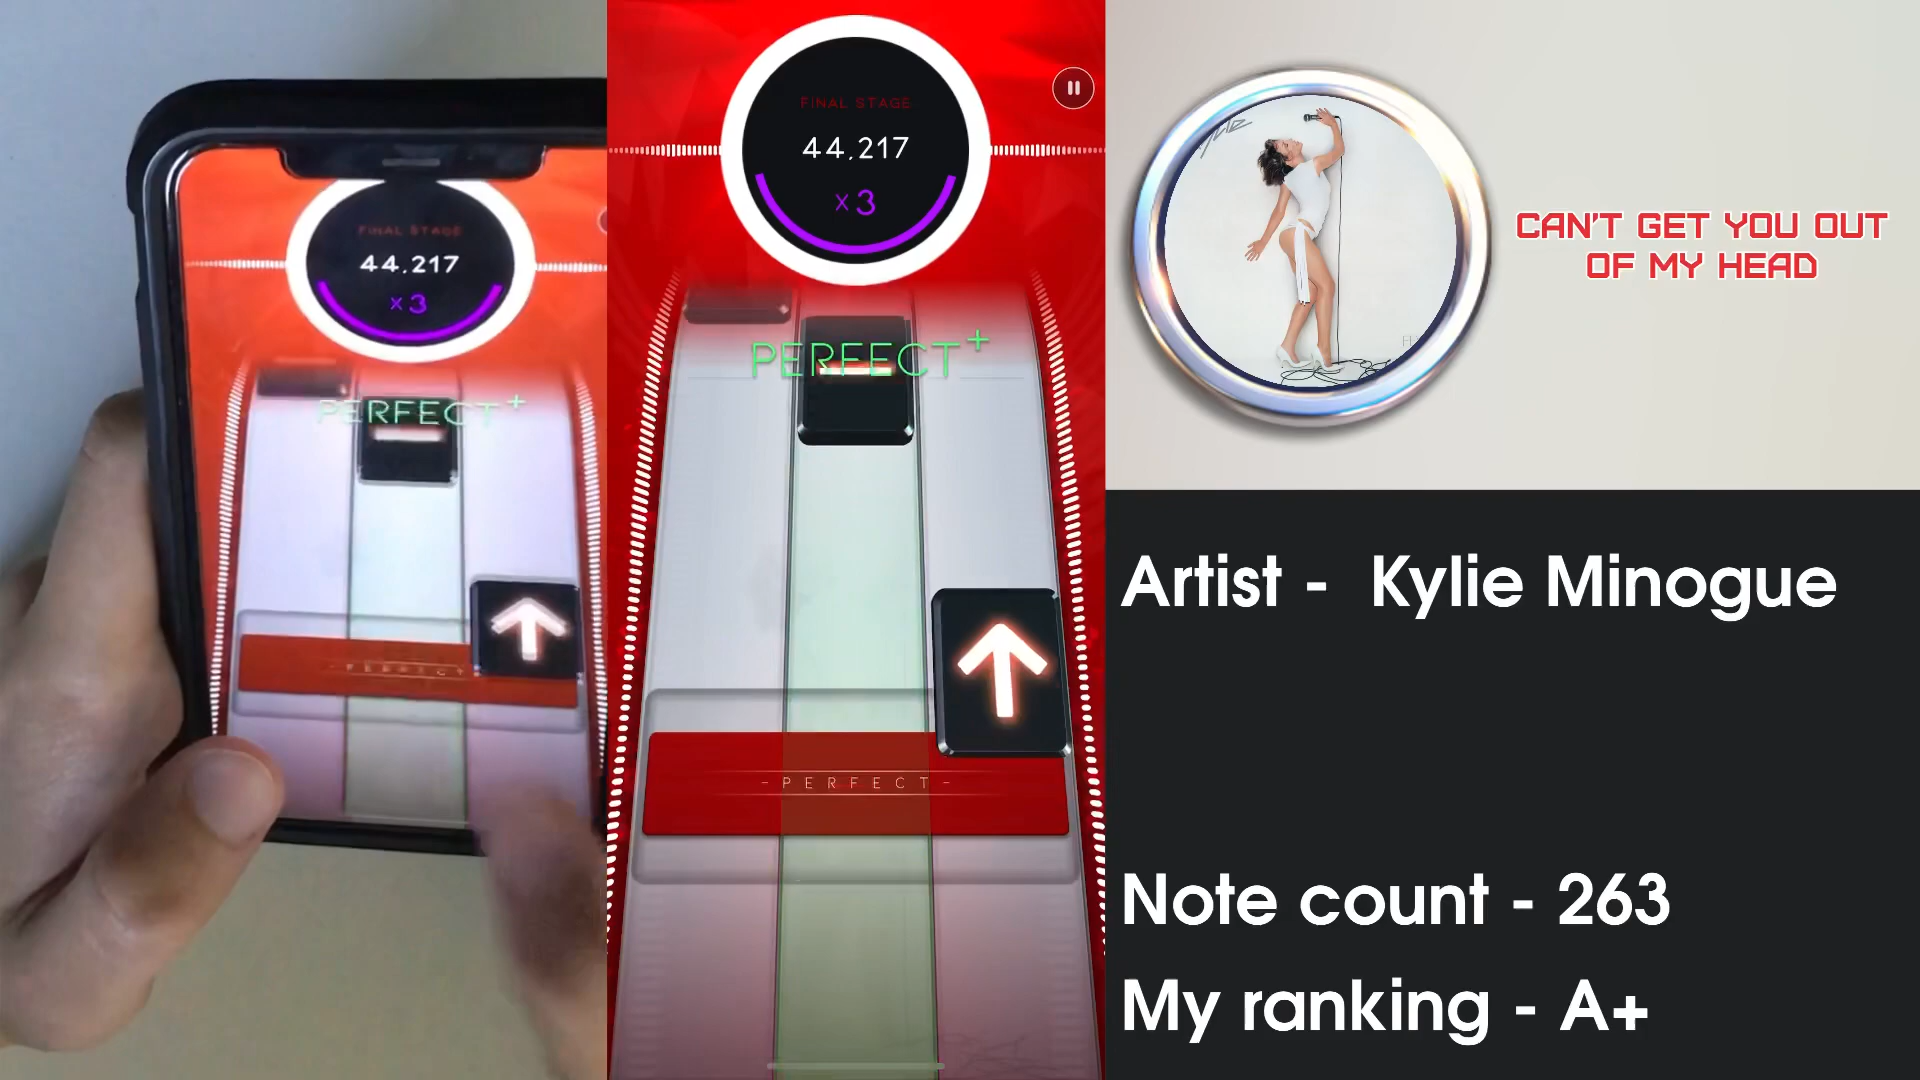 FINAL STAGE
44,217
x3
PERFECT+
PERFECT
FINAL STAGE
44,217
x3
PERFECT+
- PERFECT -
CAN'T GET YOU OUT
OF MY HEAD
Artist - Kylie Minogue
Note count - 263
My ranking - A+